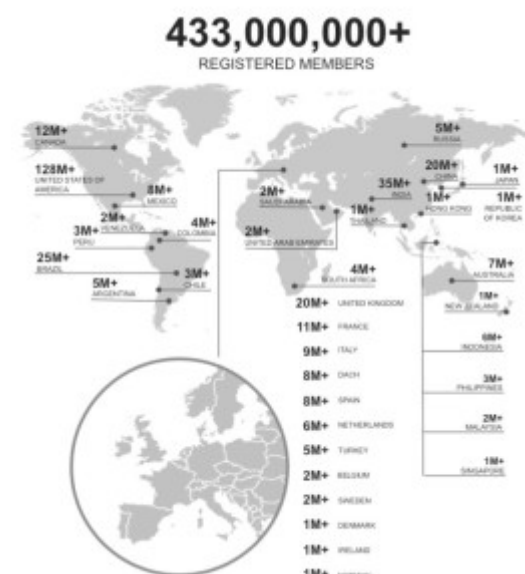 433,000,000+
REGISTERED MEMBERS
12M+
CANADA
128M+
UNITED STATES OF
AMERICA
8M+
MEXICO
2M+
VENEZUELA
3M+
PERU
4M+
COLOMBIA
25M+
BRAZIL
5M+
ARGENTINA
3M+
CHILE
5M+
RUSSIA
20M+
CHINA
1M+
JAPAN
2M+
SAUDI ARABIA
35M+
INDIA
1M+
HONG KONG
1M+
REPUBLIC
OF KOREA
1M+
THAILAND
2M+
UNITED ARAB EMIRATES
4M+
SOUTH AFRICA
7M+
AUSTRALIA
1M+
NEW ZEALAND
6M+
INDONESIA
3M+
PHILIPPINES
2M+
MALAYSIA
1M+
SINGAPORE
20M+ UNITED KINGDOM
11M+ FRANCE
9M+ ITALY
8M+ DACH
8M+ SPAIN
6M+ NETHERLANDS
5M+ TURKEY
2M+ BELGIUM
2M+ SWEDEN
1M+ DENMARK
1M+ IRELAND
1M+